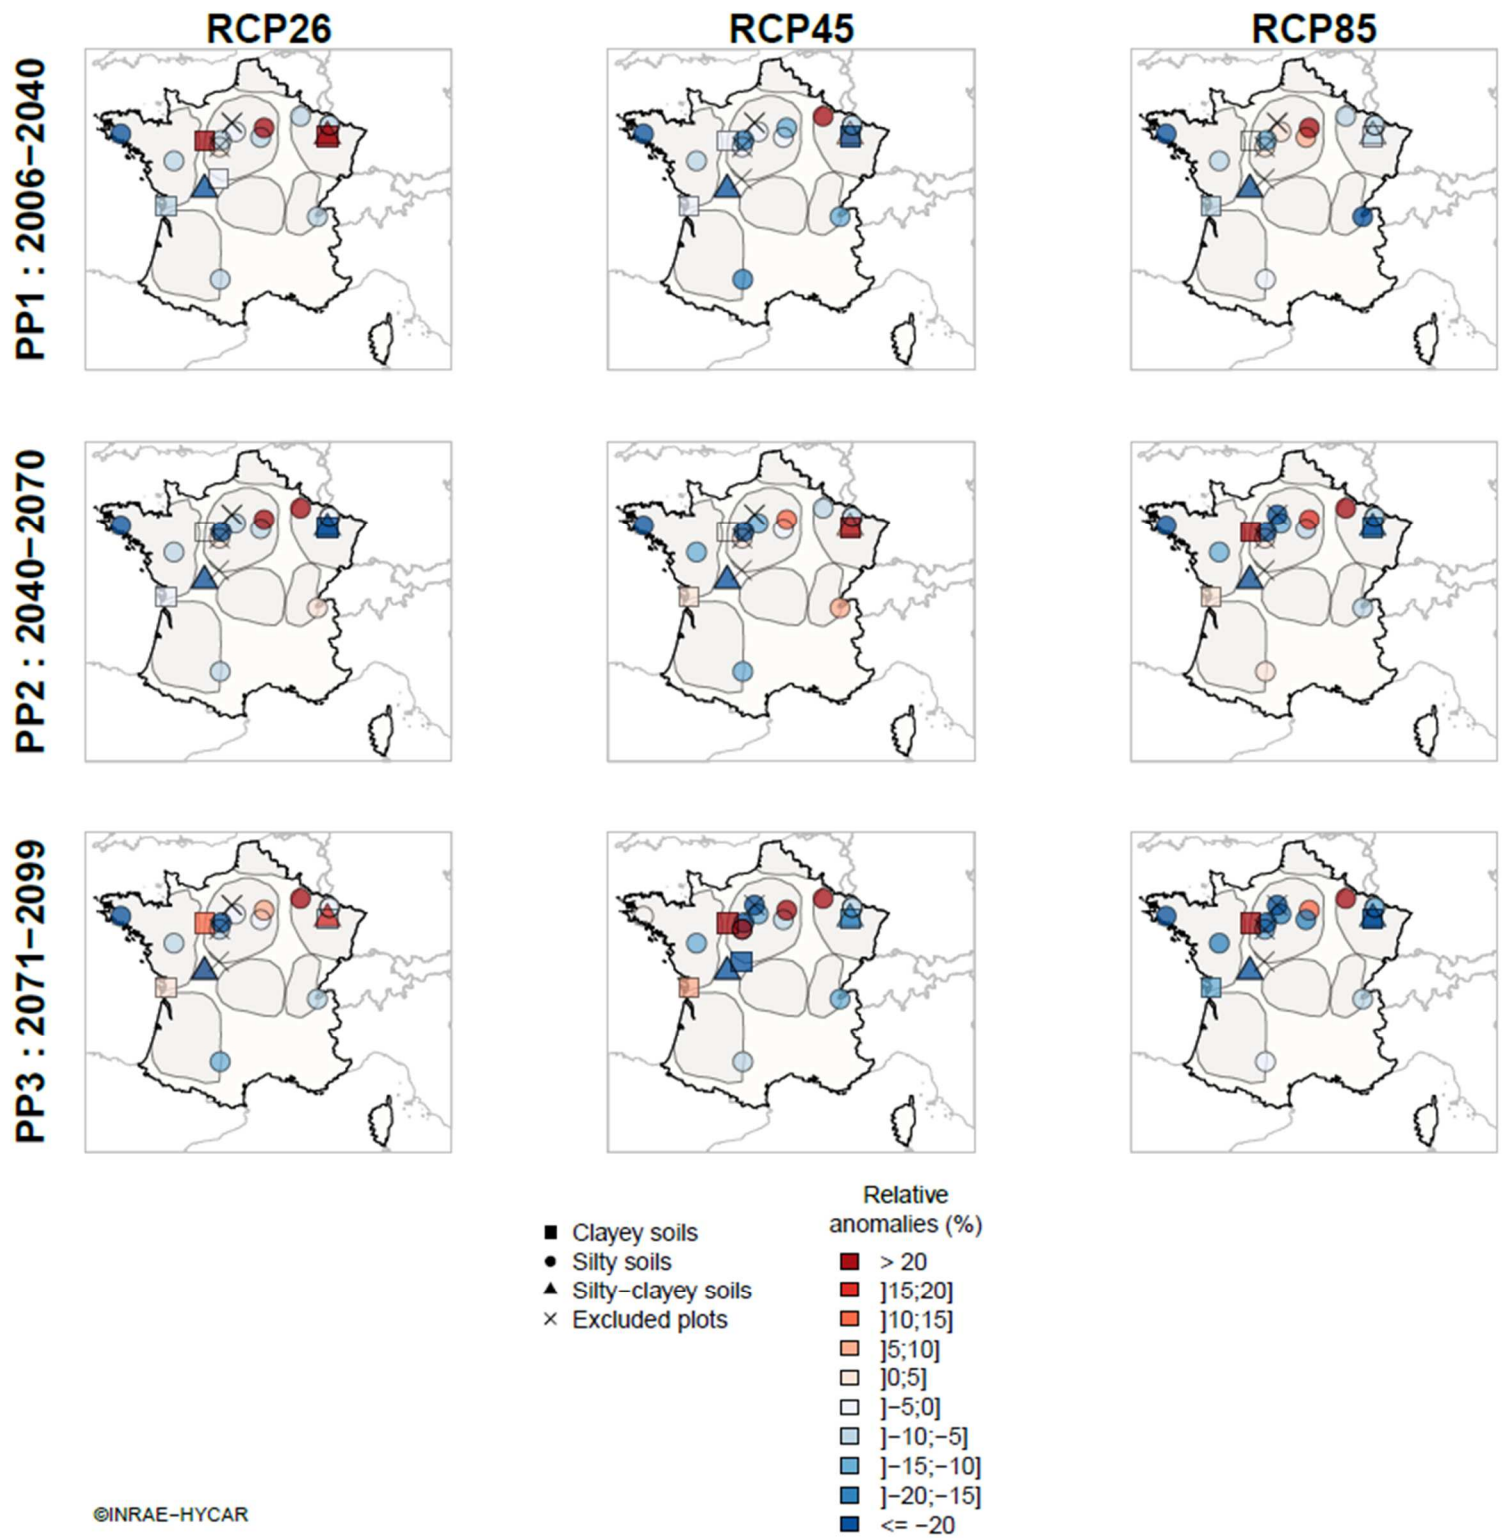 RCP26
RCP45
RCP85
PP1 : 2006−2040
PP2 : 2040−2070
PP3 : 2071−2099
Clayey soils
Silty soils
Silty−clayey soils
Excluded plots
Relative
anomalies (%)
> 20
]15;20]
]10;15]
]5;10]
]0;5]
]−5;0]
]−10;−5]
]−15;−10]
]−20;−15]
<= −20
©INRAE−HYCAR